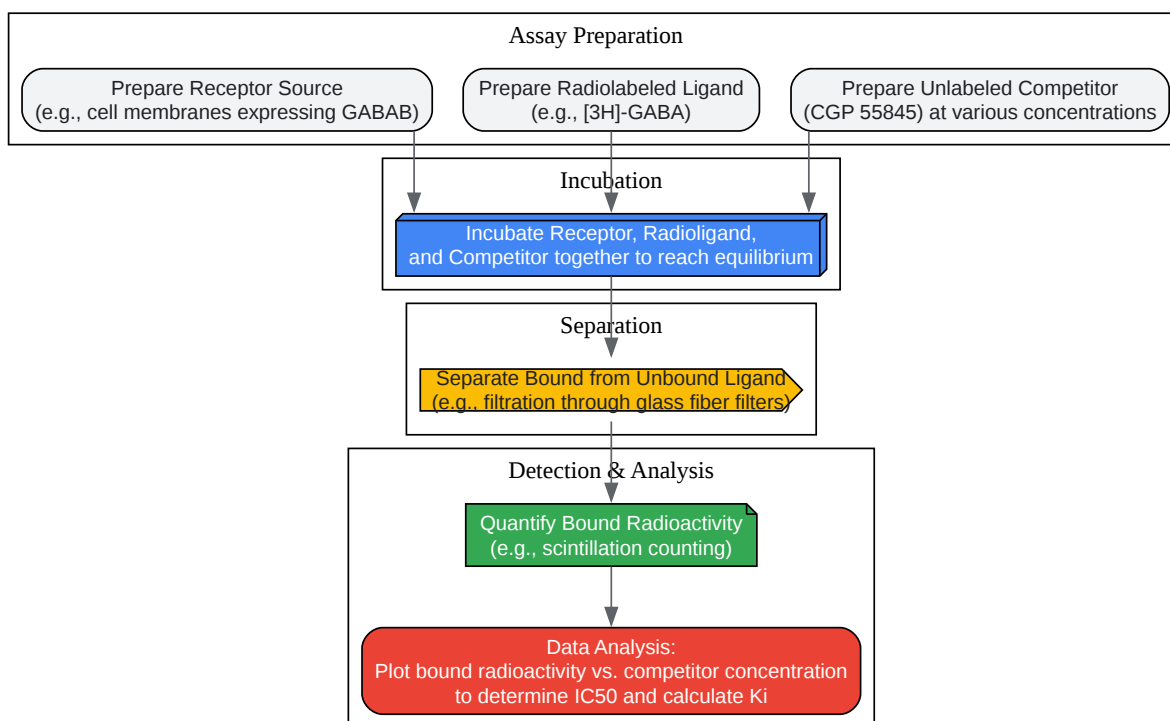 Assay Preparation
Prepare Receptor Source
(e.g., cell membranes expressing GABAB)
Prepare Radiolabeled Ligand
(e.g., [3H]-GABA)
Prepare Unlabeled Competitor
(CGP 55845) at various concentrations
Incubation
Incubate Receptor, Radioligand,
and Competitor together to reach equilibrium
Separation
Separate Bound from Unbound Ligand
(e.g., filtration through glass fiber filters)
Detection & Analysis
Quantify Bound Radioactivity
(e.g., scintillation counting)
Data Analysis:
Plot bound radioactivity vs. competitor concentration
to determine IC50 and calculate Ki